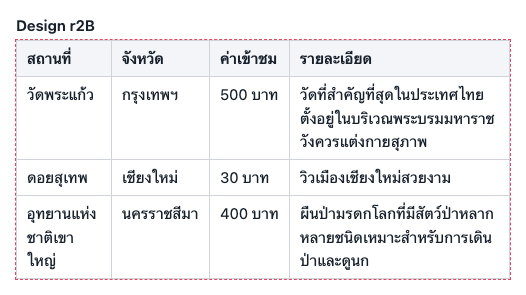 Design r2B
สถานที่ จังหวัด ค่าเข้าชม รายละเอียด
วัดพระแก้ว กรุงเทพฯ 500 บาท วัดที่สำคัญที่สุดในประเทศไทย
ตั้งอยู่ในบริเวณพระบรมมหาราช
วังควรแต่งกายสุภาพ
ดอยสุเทพ เชียงใหม่ 30 บาท วิวเมืองเชียงใหม่สวยงาม
อุทยานแห่ง นครราชสีมา 400 บาท ผืนป่ามรดกโลกที่มีสัตว์ป่าหลาก
ชาติเขา หลายชนิดเหมาะสำหรับการเดิน
ใหญ่ ป่าและดูนก